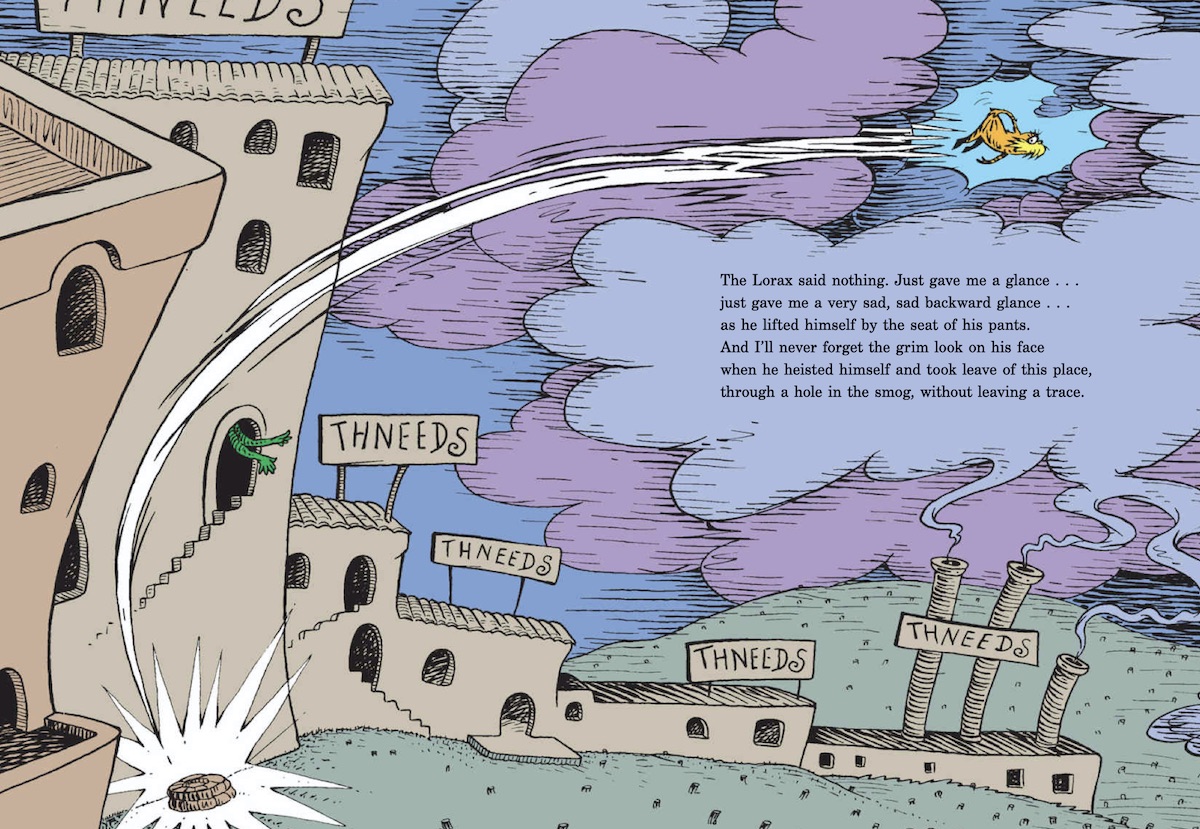 THNEEDS
The Lorax said nothing. Just gave me a glance . . .
just gave me a very sad, sad backward glance . . .
as he lifted himself by the seat of his pants.
And I’ll never forget the grim look on his face
when he heisted himself and took leave of this place,
through a hole in the smog, without leaving a trace.
THNEEDS
THNEEDS
THNEEDS
THNEEDS